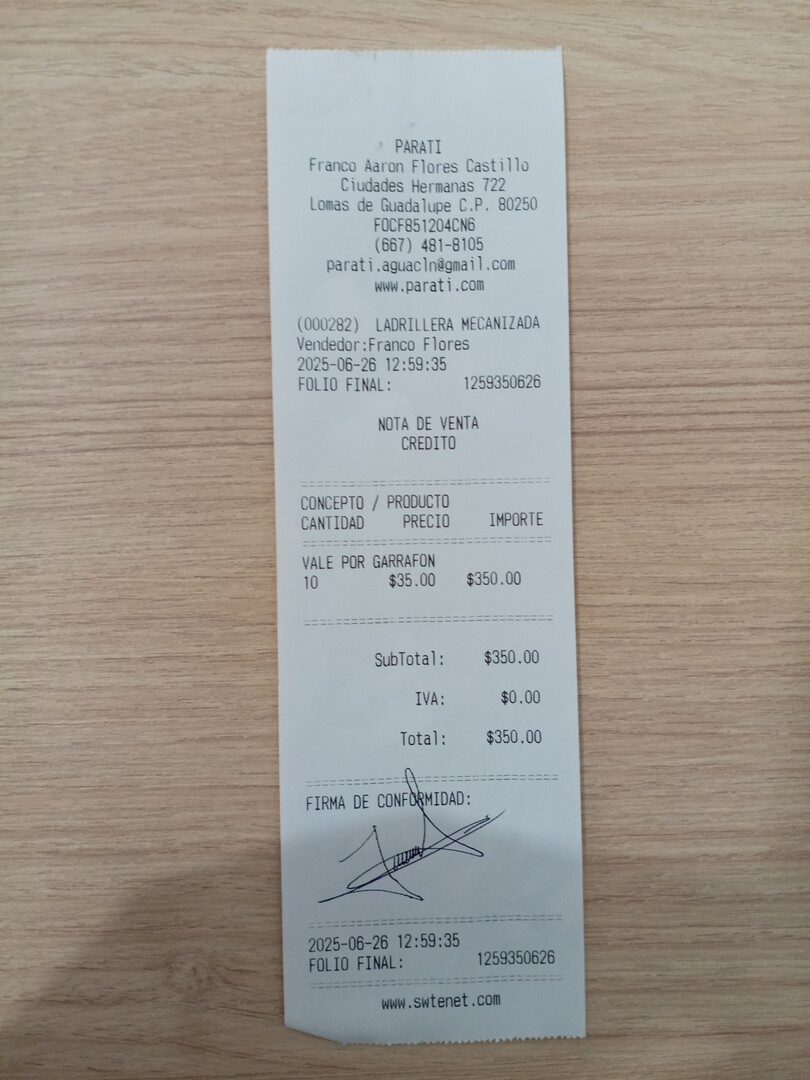 PARATI
Franco Aaron Flores Castillo
Ciudades Hermanas 722
Lomas de Guadalupe C.P. 80250
FOCF851204CN6
(667) 481-8105
parati.aguacln@gmail.com
www.parati.com
(000282) LADRILLERA MECANIZADA
Vendedor:Franco Flores
2025-06-26 12:59:35
FOLIO FINAL: 1259350626
NOTA DE VENTA
CREDITO
CONCEPTO / PRODUCTO
CANTIDAD PRECIO IMPORTE
VALE POR GARRAFON
10 $35.00 $350.00
SubTotal: $350.00
IVA: $0.00
Total: $350.00
FIRMA DE CONFORMIDAD:
2025-06-26 12:59:35
FOLIO FINAL: 1259350626
www.swtenet.com